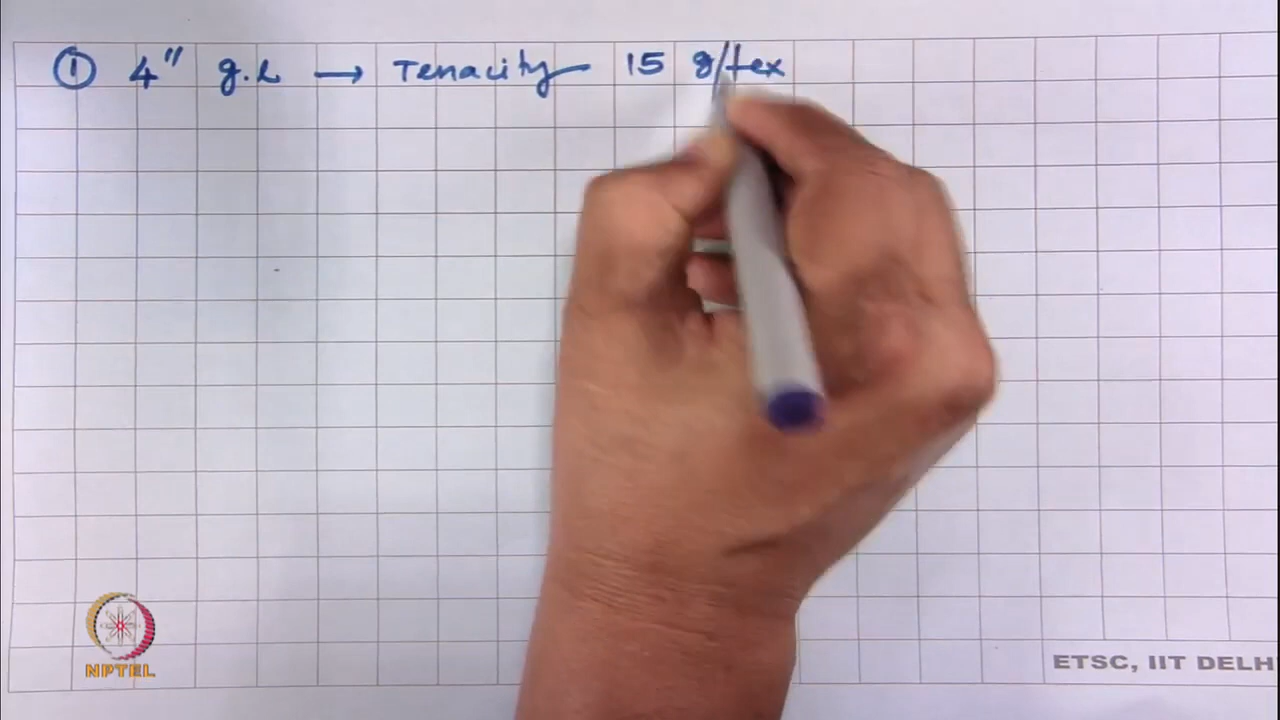 ① 4" g.l → Tenacity 15 g/tex
NPTEL
ETSC, IIT DELH